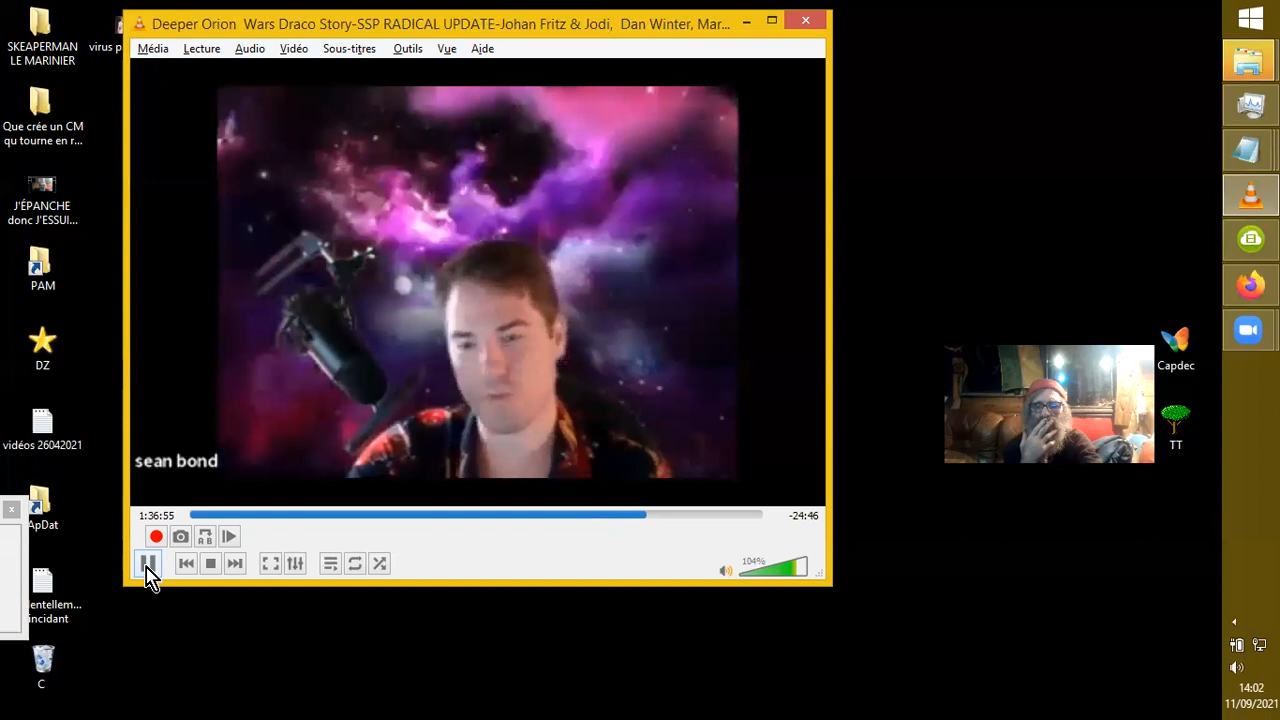 SKEAPERMAN
LE MARINIER
virus p
Que crée un CM
qu tourne en r...
J'ÉPANCHE
donc J'ESSUI...
PAM
DZ
vidéos 26042021
ApDat
entellem...
incidant
C
Deeper Orion Wars Draco Story-SSP RADICAL UPDATE-Johan Fritz & Jodi, Dan Winter, Mar...
Média Lecture Audio Vidéo Sous-titres Outils Vue Aide
sean bond
1:36:55
-24:46
104%
Capdec
TT
14:02
11/09/2021